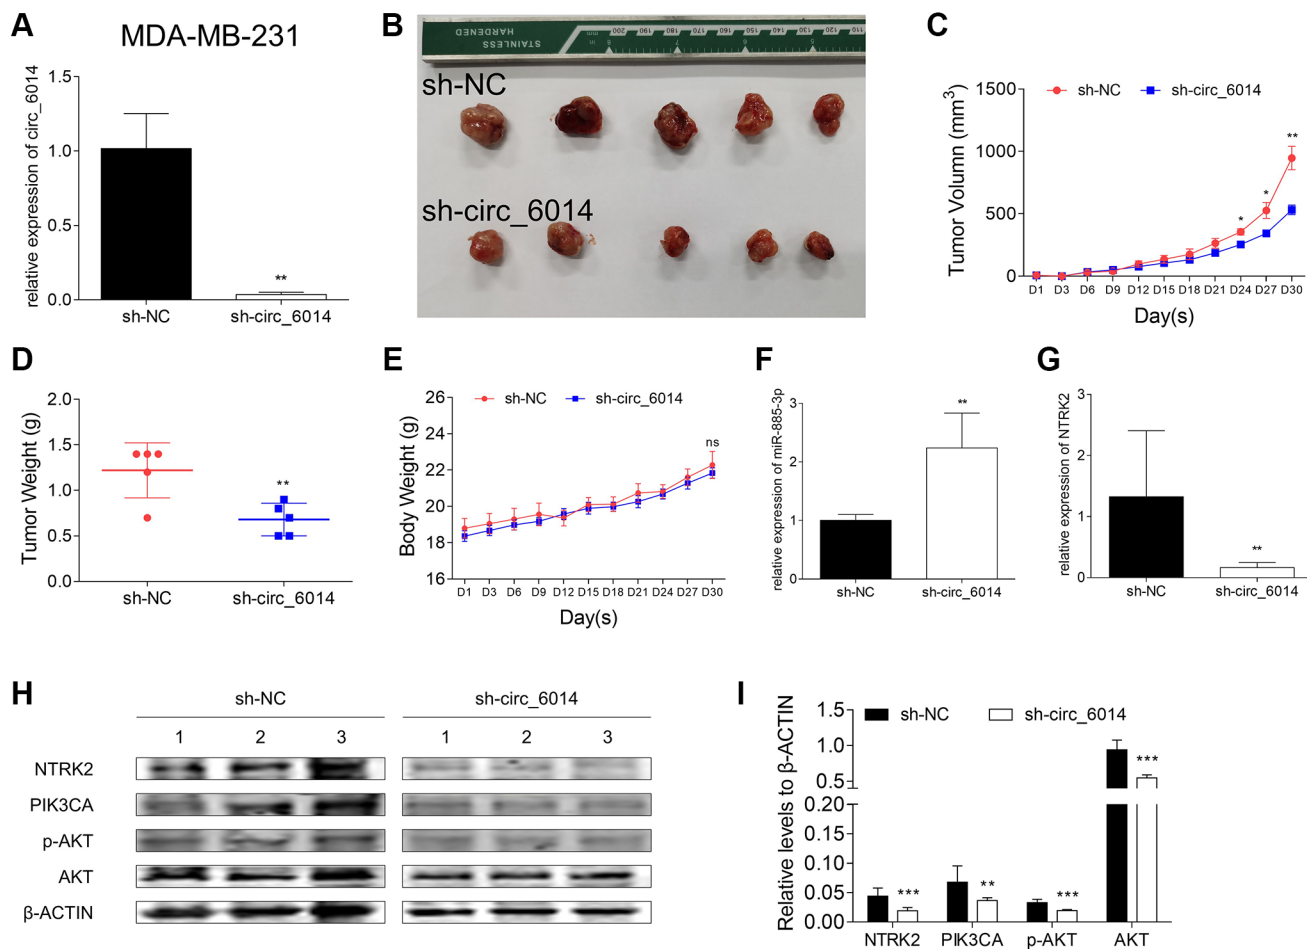 A
MDA-MB-231
relative expression of circ_6014
1.5
1.0
0.5
0.0
**
sh-NC
sh-circ_6014
B
STAINLESS
HARDENED
mm
in
200
190
180
170
160
150
140
130
120
110
8
7
6
5
sh-NC
sh-circ_6014
C
sh-NC
sh-circ_6014
Tumor Volumn (mm³)
1500
1000
500
0
*
*
**
D1
D3
D6
D9
D12
D15
D18
D21
D24
D27
D30
Day(s)
D
Tumor Weight (g)
2.0
1.5
1.0
0.5
0.0
**
sh-NC
sh-circ_6014
E
sh-NC
sh-circ_6014
Body Weight (g)
26
24
22
20
18
16
ns
D1
D3
D6
D9
D12
D15
D18
D21
D24
D27
D30
Day(s)
F
relative expression of miR-885-3p
3
2
1
0
**
sh-NC
sh-circ_6014
G
relative expression of NTRK2
3
2
1
0
**
sh-NC
sh-circ_6014
H
sh-NC
sh-circ_6014
1
2
3
1
2
3
NTRK2
PIK3CA
p-AKT
AKT
β-ACTIN
I
sh-NC
sh-circ_6014
Relative levels to β-ACTIN
1.5
1.0
0.5
0.20
0.15
0.10
0.05
0.00
***
**
***
***
NTRK2
PIK3CA
p-AKT
AKT